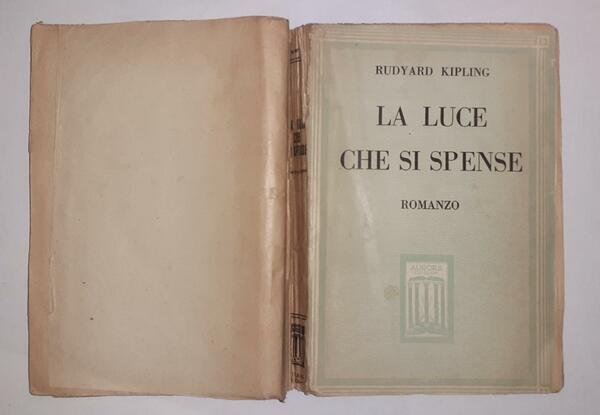 RUDYARD KIPLING
LA LUCE
CHE SI SPENSE
ROMANZO
AURORA